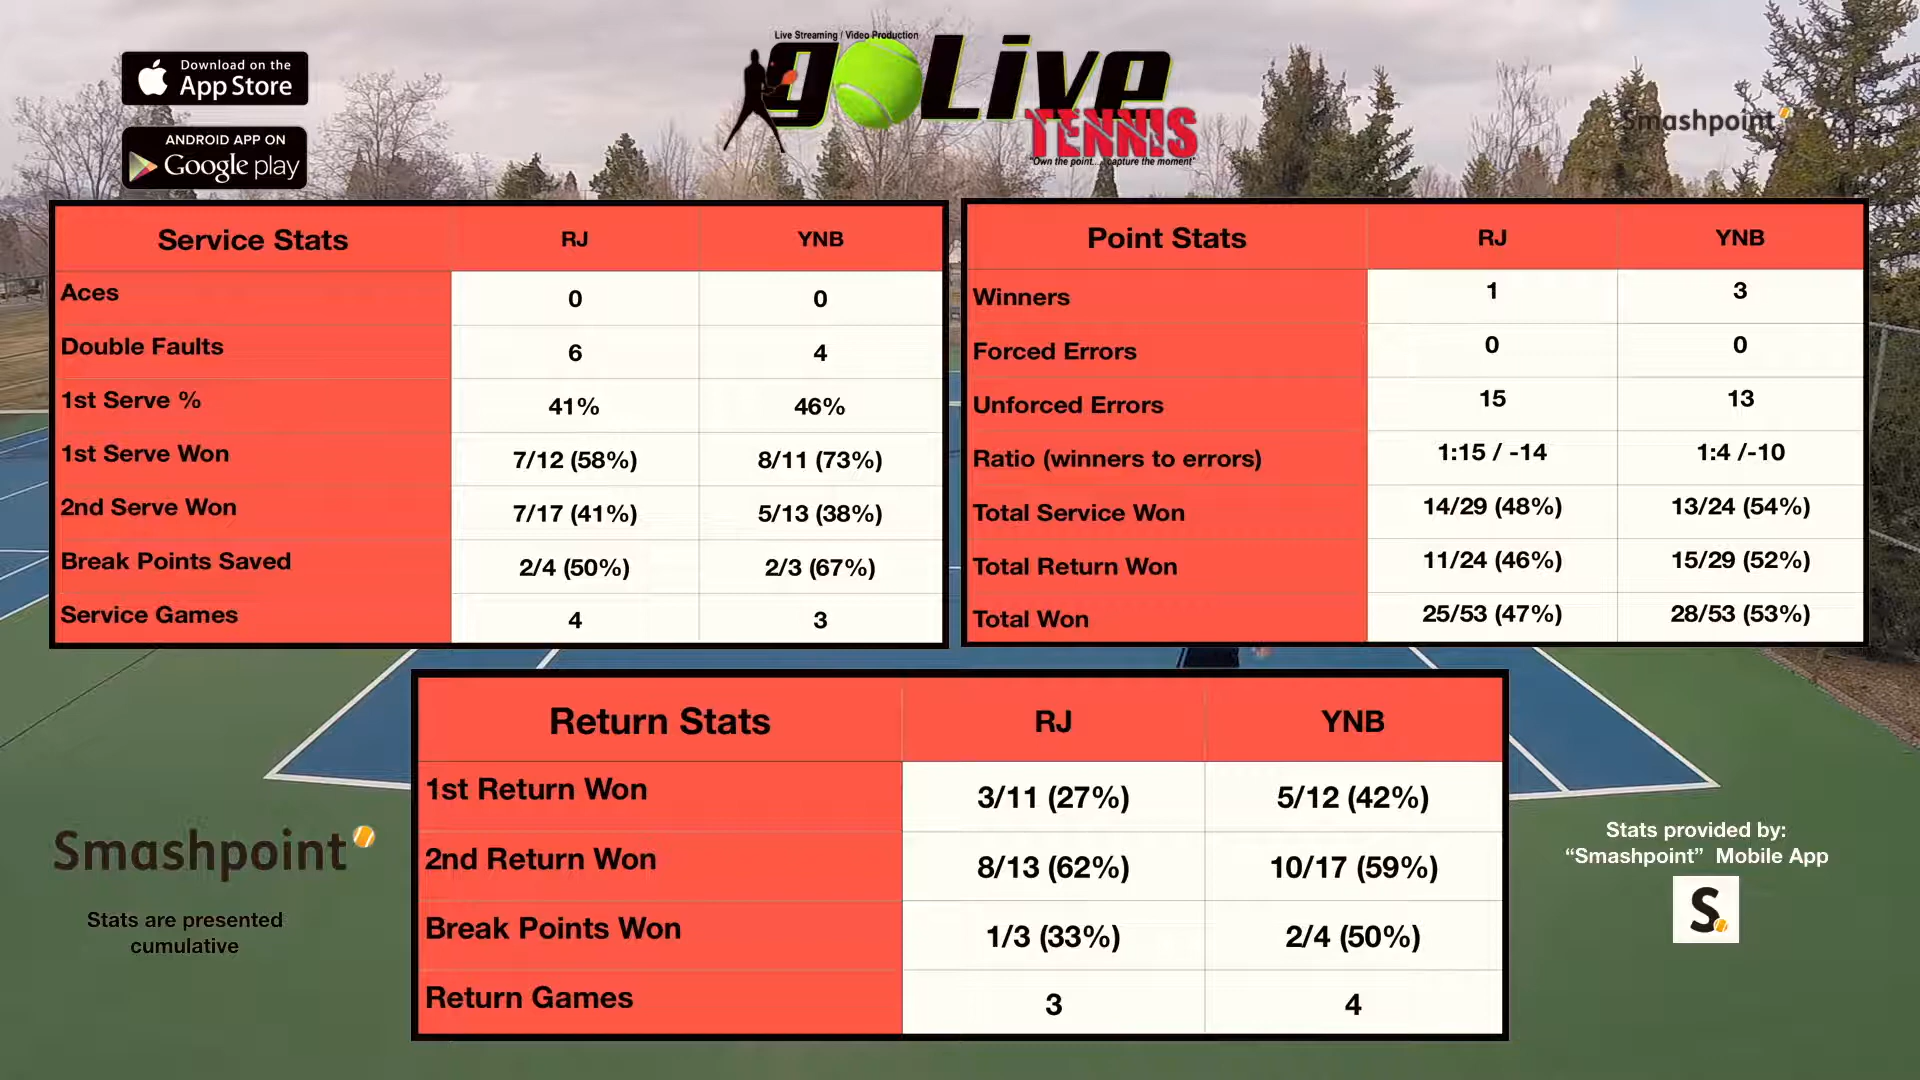 Download on the
App Store
ANDROID APP ON
Google play
Live Streaming / Video Production
goLive
TENNIS
"Own the point....capture the moment"
Smashpoint
Service Stats RJ YNB
Aces 0 0
Double Faults 6 4
1st Serve % 41% 46%
1st Serve Won 7/12 (58%) 8/11 (73%)
2nd Serve Won 7/17 (41%) 5/13 (38%)
Break Points Saved 2/4 (50%) 2/3 (67%)
Service Games 4 3
Point Stats RJ YNB
Winners 1 3
Forced Errors 0 0
Unforced Errors 15 13
Ratio (winners to errors) 1:15 / -14 1:4 /-10
Total Service Won 14/29 (48%) 13/24 (54%)
Total Return Won 11/24 (46%) 15/29 (52%)
Total Won 25/53 (47%) 28/53 (53%)
Return Stats RJ YNB
1st Return Won 3/11 (27%) 5/12 (42%)
2nd Return Won 8/13 (62%) 10/17 (59%)
Break Points Won 1/3 (33%) 2/4 (50%)
Return Games 3 4
Smashpoint
Stats are presented
cumulative
Stats provided by:
“Smashpoint” Mobile App
S